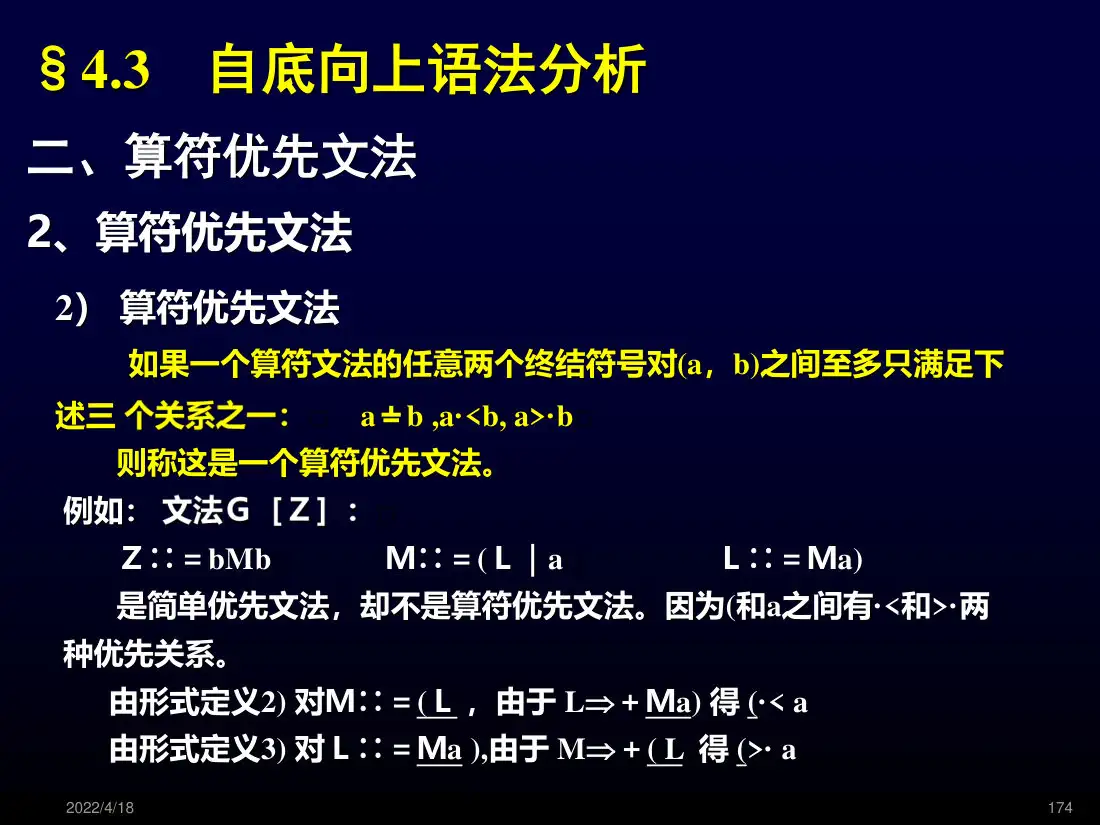 §4.3 自底向上语法分析
二、算符优先文法
2、算符优先文法
2） 算符优先文法
如果一个算符文法的任意两个终结符号对(a，b)之间至多只满足下
述三 个关系之一： a≐b ,a·<b, a>·b
则称这是一个算符优先文法。
例如： 文法Ｇ［Ｚ］：
Ｚ∷＝bMb Ｍ∷＝(Ｌ｜a Ｌ∷＝Ｍa)
是简单优先文法，却不是算符优先文法。因为(和a之间有·<和>·两
种优先关系。
由形式定义2) 对Ｍ∷＝(Ｌ ，由于 L⇒＋Ｍa) 得 (·< a
由形式定义3) 对Ｌ∷＝Ｍa ),由于 M⇒＋(Ｌ 得 (>· a
2022/4/18
174